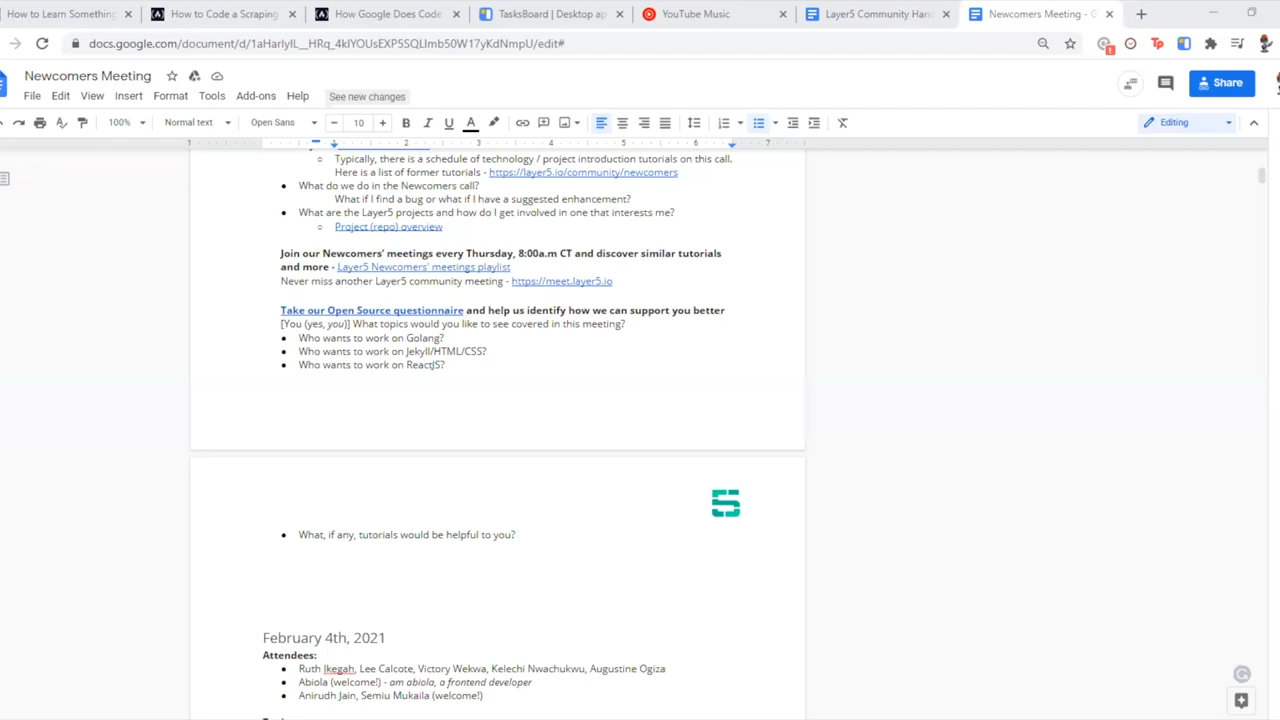 How to Learn Something
How to Code a Scraping
How Google Does Code
TasksBoard | Desktop ap
YouTube Music
Layer5 Community Han
Newcomers Meeting - G
Newcomers Meeting
File Edit View Insert Format Tools Add-ons Help See new changes
Share
100% Normal text Open Sans 10 Editing
1 2 3 4 5 6 7
Typically, there is a schedule of technology / project introduction tutorials on this call.
Here is a list of former tutorials - https://layer5.io/community/newcomers
What do we do in the Newcomers call?
What if I find a bug or what if I have a suggested enhancement?
What are the Layer5 projects and how do I get involved in one that interests me?
Project (repo) overview
Join our Newcomers' meetings every Thursday, 8:00a.m CT and discover similar tutorials
and more - Layer5 Newcomers' meetings playlist
Never miss another Layer5 community meeting - https://meet.layer5.io
Take our Open Source questionnaire and help us identify how we can support you better
[You (yes, you)] What topics would you like to see covered in this meeting?
Who wants to work on Golang?
Who wants to work on Jekyll/HTML/CSS?
Who wants to work on ReactJS?
What, if any, tutorials would be helpful to you?
February 4th, 2021
Attendees:
Ruth Ikegah, Lee Calcote, Victory Wekwa, Kelechi Nwachukwu, Augustine Ogiza
Abiola (welcome!) - am abiola, a frontend developer
Anirudh Jain, Semiu Mukaila (welcome!)